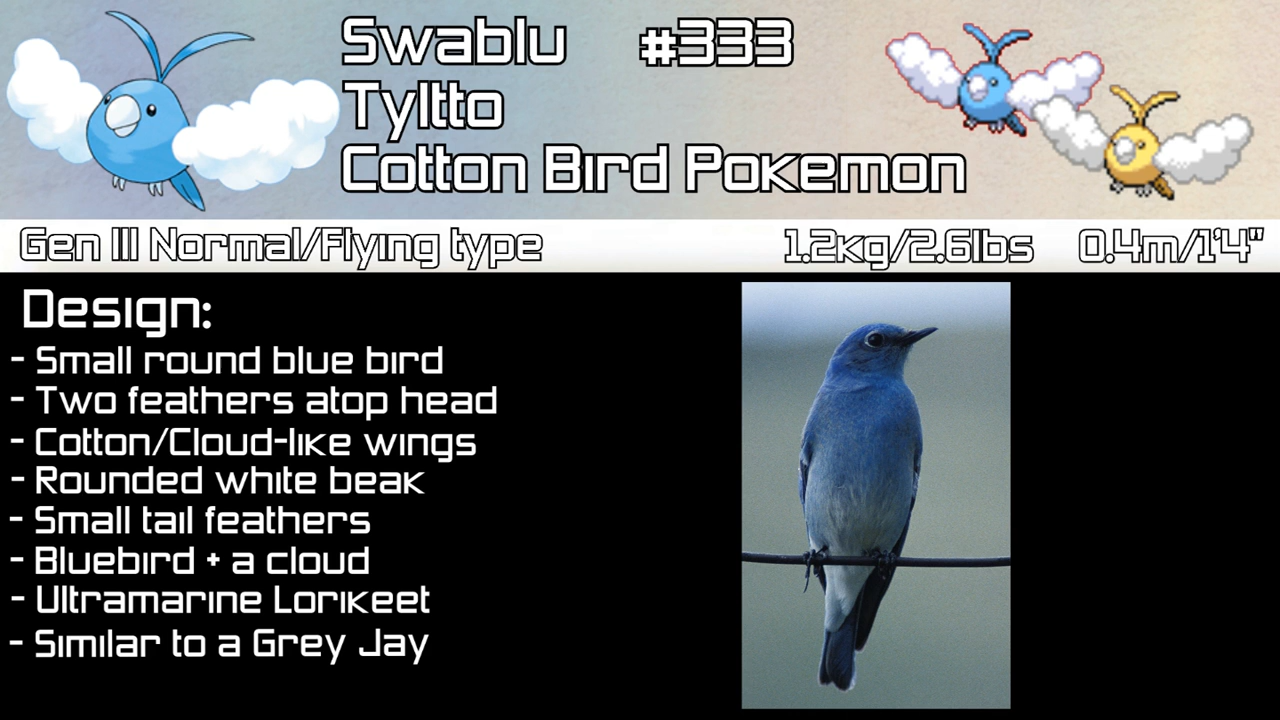 Swablu #333
Tyltto
Cotton Bird Pokemon
Gen III Normal/Flying type 1.2kg/2.6lbs 0.4m/1'4"
Design:
- Small round blue bird
- Two feathers atop head
- Cotton/Cloud-like wings
- Rounded white beak
- Small tail feathers
- Bluebird + a cloud
- Ultramarine Lorikeet
- Similar to a Grey Jay